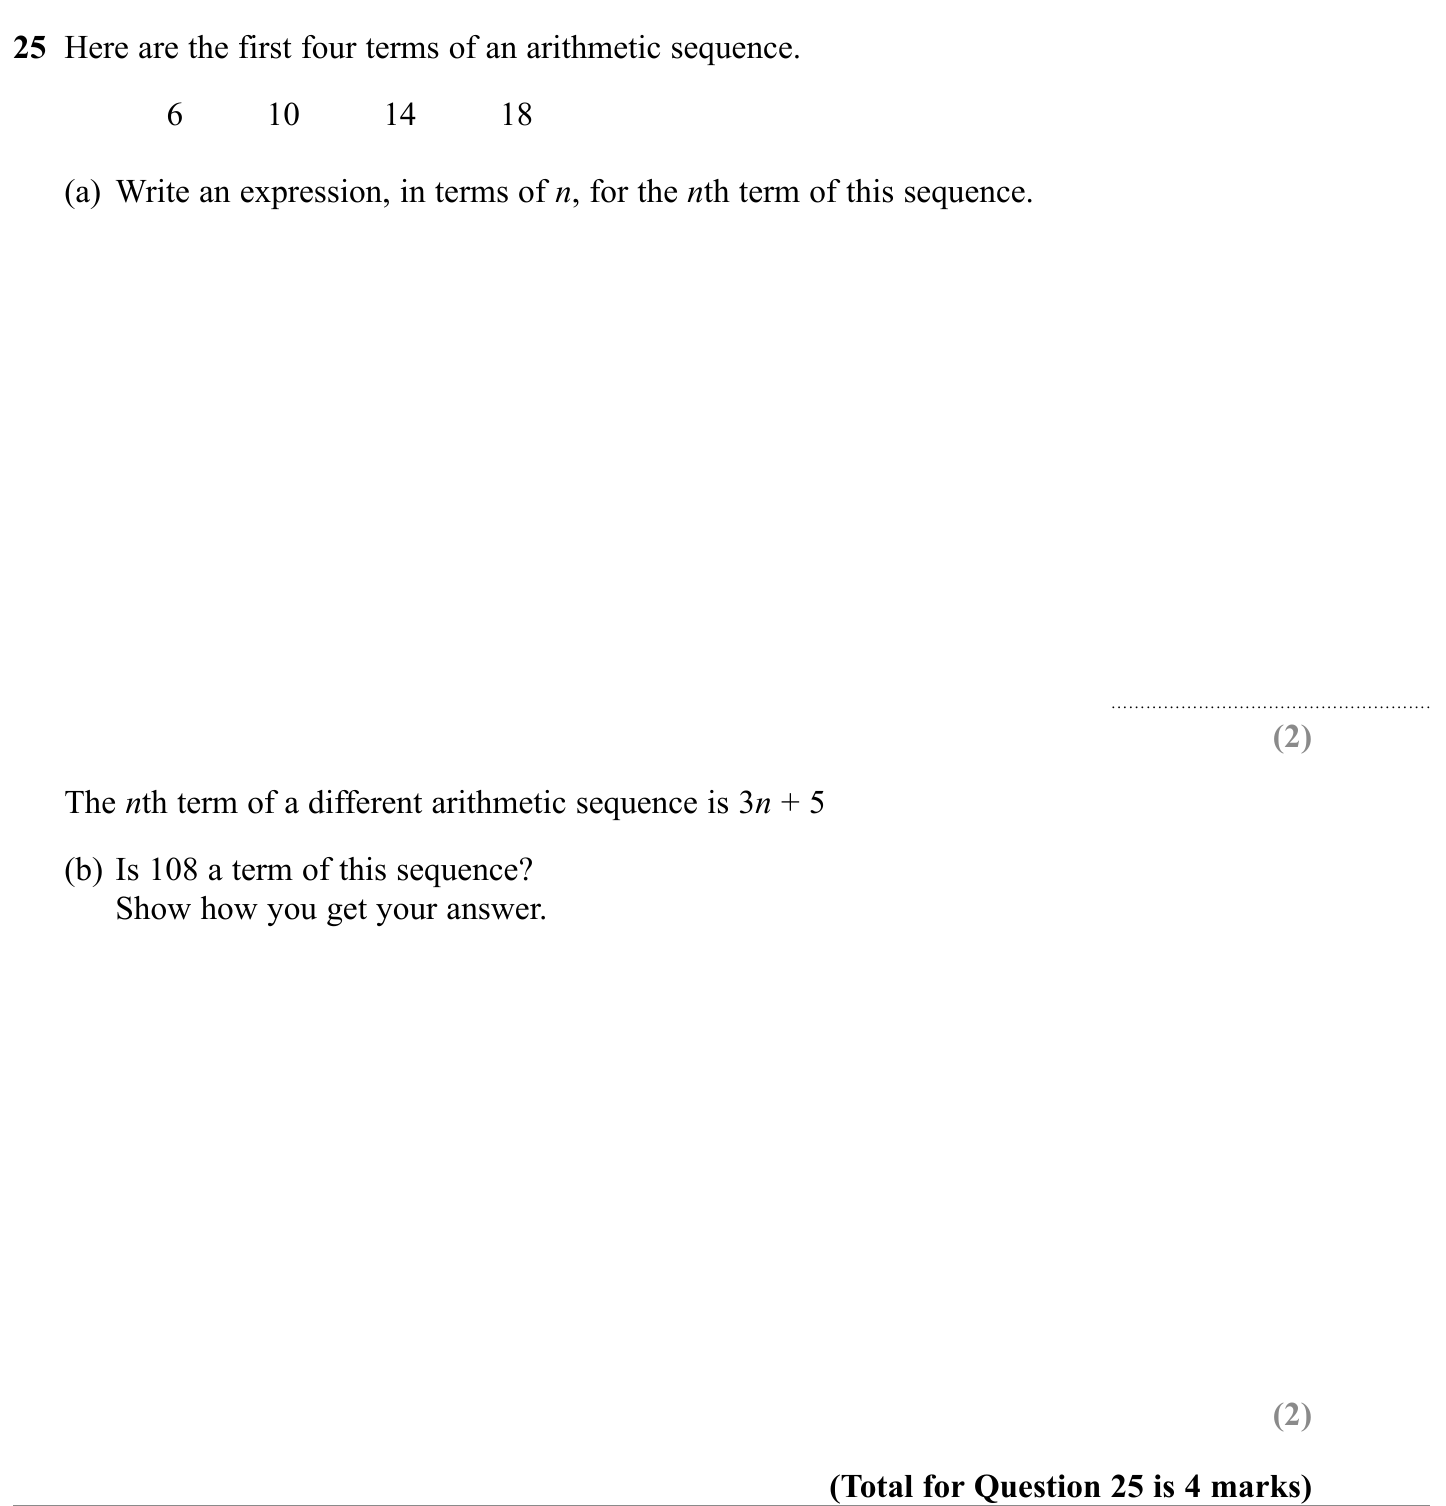 25 Here are the first four terms of an arithmetic sequence.
6 10 14 18
(a) Write an expression, in terms of n, for the nth term of this sequence.
(2)
The nth term of a different arithmetic sequence is 3n + 5
(b) Is 108 a term of this sequence?
Show how you get your answer.
(2)
(Total for Question 25 is 4 marks)